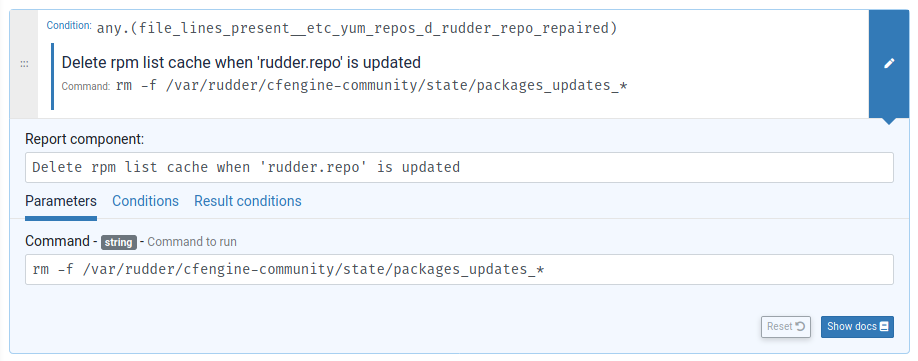 Condition: any.(file_lines_present__etc_yum_repos_d_rudder_repo_repaired)
Delete rpm list cache when 'rudder.repo' is updated
Command: rm -f /var/rudder/cfengine-community/state/packages_updates_*
Report component:
Delete rpm list cache when 'rudder.repo' is updated
Parameters Conditions Result conditions
Command - string - Command to run
rm -f /var/rudder/cfengine-community/state/packages_updates_*
Reset Show docs